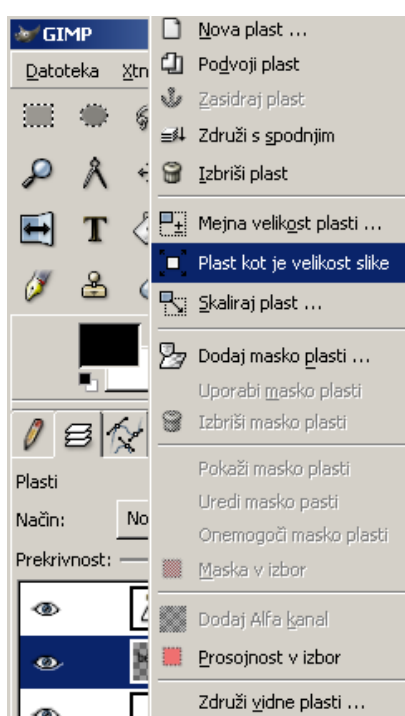 GIMP
Datoteka Xtn
Plasti
Način: No
Prekrivnost:
Nova plast ...
Podvoji plast
Zasidraj plast
Združi s spodnjim
Izbriši plast
Mejna velikost plasti ...
Plast kot je velikost slike
Skaliraj plast ...
Dodaj masko plasti ...
Uporabi masko plasti
Izbriši masko plasti
Pokaži masko plasti
Uredi masko pasti
Onemogoči masko plasti
Maska v izbor
Dodaj Alfa kanal
Prosojnost v izbor
Združi vidne plasti ...